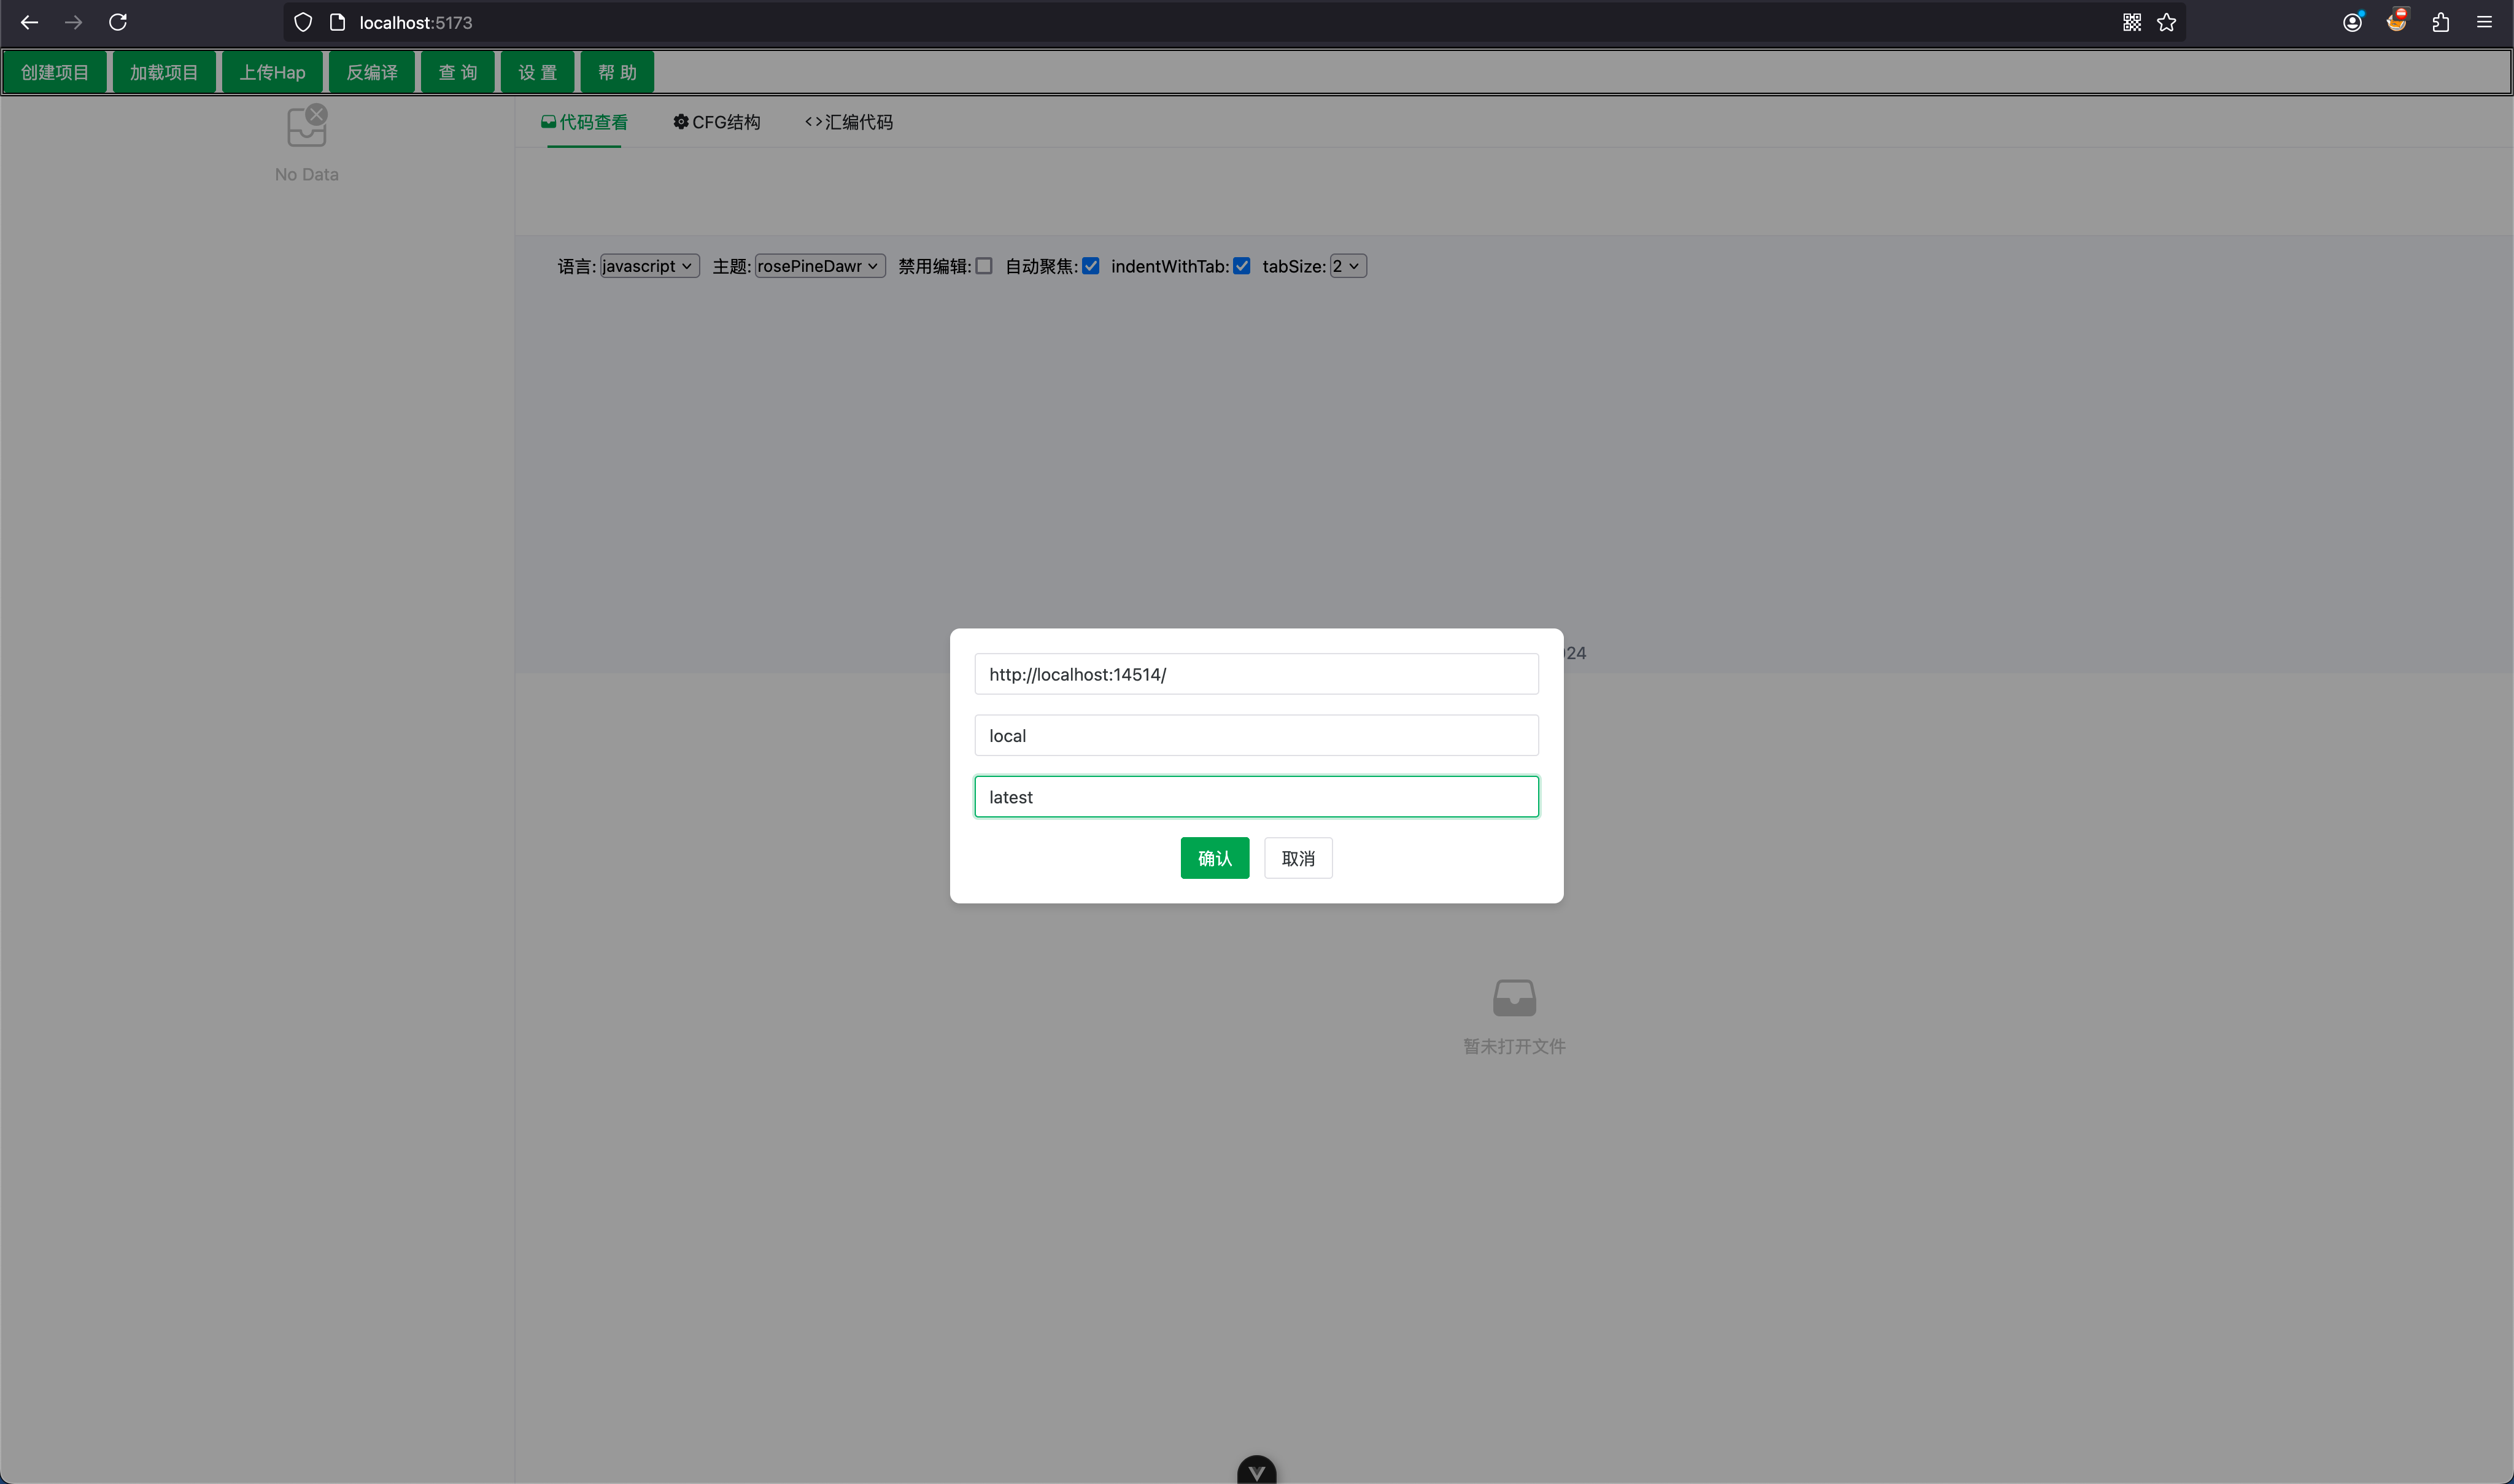 localhost:5173
创建项目 加载项目 上传Hap 反编译 查 询 设 置 帮 助
No Data
代码查看 CFG结构 <>汇编代码
语言: javascript 主题: rosePineDawr 禁用编辑: 自动聚焦: indentWithTab: tabSize: 2
24
http://localhost:14514/
local
latest
确认 取消
暂未打开文件